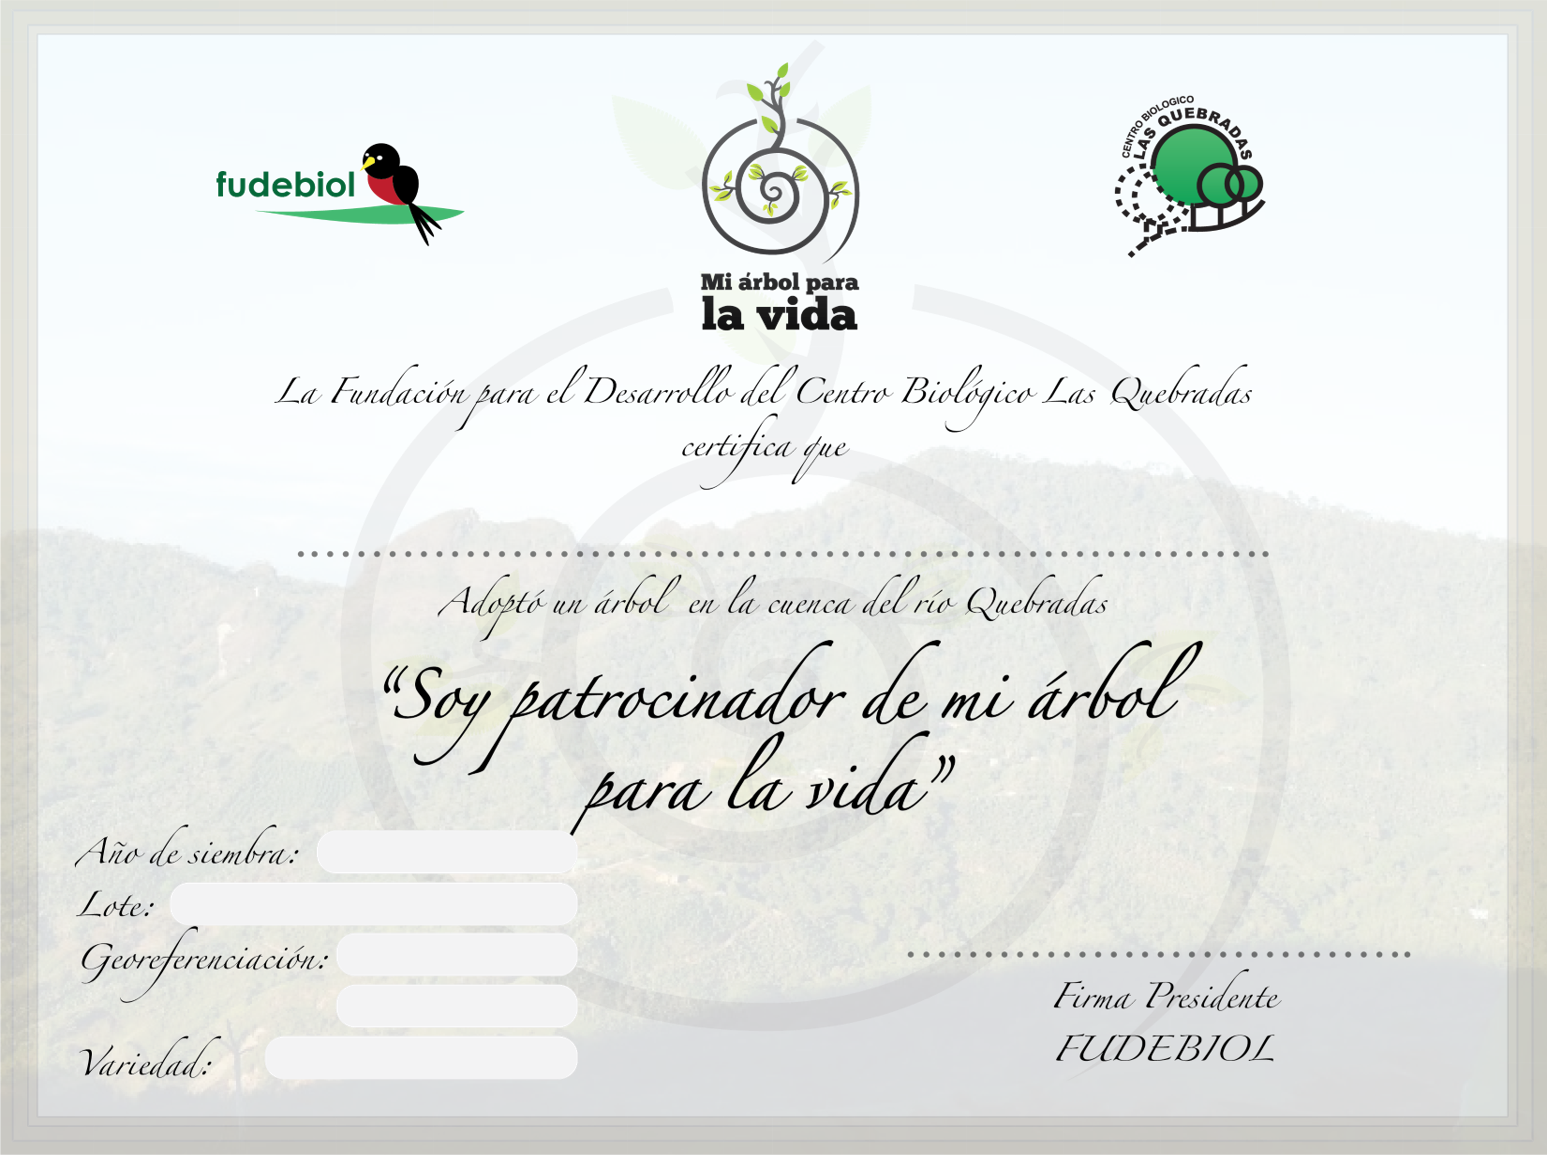 fudebiol
Mi árbol para
la vida
CENTRO BIOLOGICO
LAS QUEBRADAS
La Fundación para el Desarrollo del Centro Biológico Las Quebradas
certifica que
Adoptó un árbol en la cuenca del río Quebradas
“Soy patrocinador de mi árbol
para la vida”
Año de siembra:
Lote:
Georeferenciación:
Variedad:
Firma Presidente
FUDEBIOL